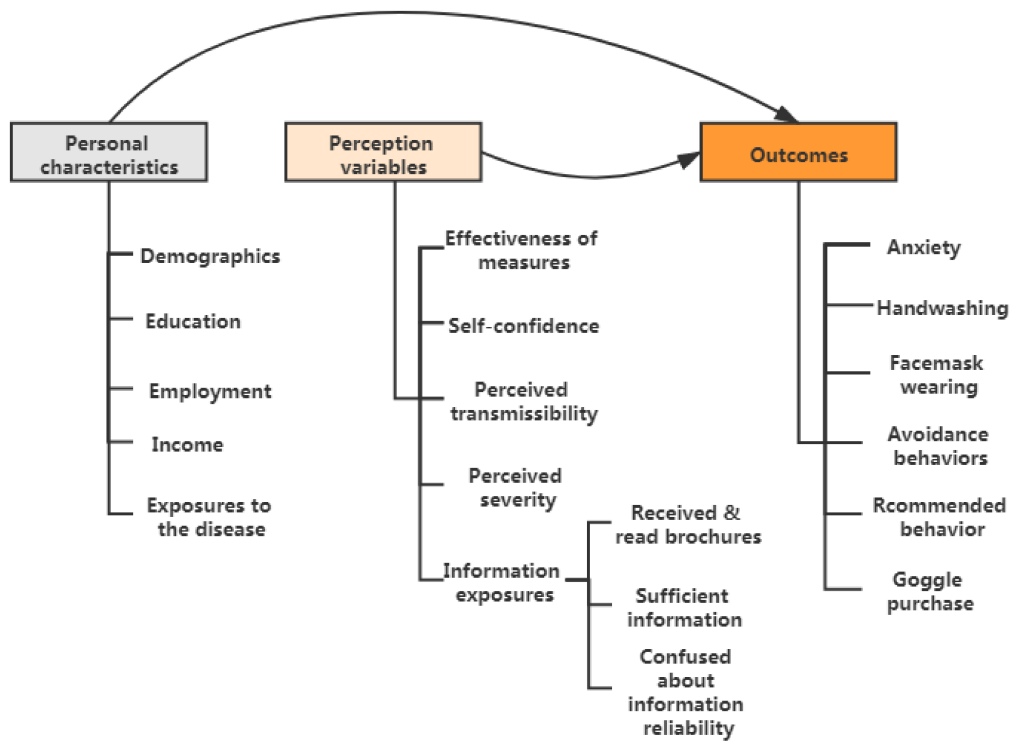 Personal
characteristics
Perception
variables
Outcomes
Demographics
Education
Employment
Income
Exposures to
the disease
Effectiveness of
measures
Self-confidence
Perceived
transmissibility
Perceived
severity
Information
exposures
Received &
read brochures
Sufficient
information
Confused
about
information
reliability
Anxiety
Handwashing
Facemask
wearing
Avoidance
behaviors
Rcommended
behavior
Goggle
purchase